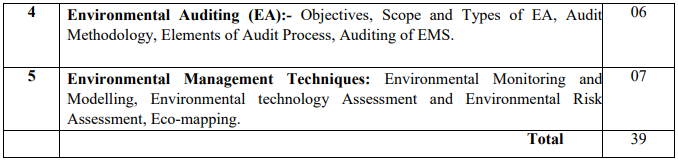 4 Environmental Auditing (EA):- Objectives, Scope and Types of EA, Audit 06
Methodology, Elements of Audit Process, Auditing of EMS.
5 Environmental Management Techniques: Environmental Monitoring and 07
Modelling, Environmental technology Assessment and Environmental Risk
Assessment, Eco-mapping.
Total 39